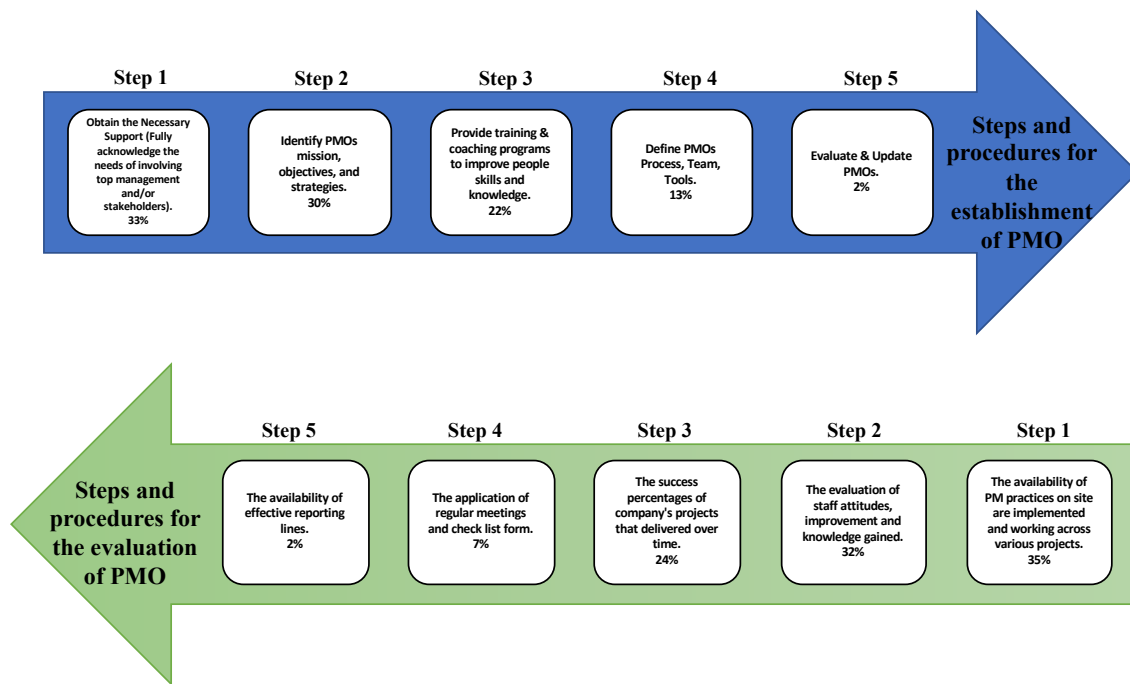 Step 1
Obtain the Necessary
Support (Fully
acknowledge the
needs of involving
top management
and/or
stakeholders).
33%
Step 2
Identify PMOs
mission,
objectives, and
strategies.
30%
Step 3
Provide training &
coaching programs
to improve people
skills and
knowledge.
22%
Step 4
Define PMOs
Process, Team,
Tools.
13%
Step 5
Evaluate & Update
PMOs.
2%
Steps and
procedures for
the
establishment
of PMO
Steps and
procedures for
the evaluation
of PMO
Step 5
The availability of
effective reporting
lines.
2%
Step 4
The application of
regular meetings
and check list form.
7%
Step 3
The success
percentages of
company's projects
that delivered over
time.
24%
Step 2
The evaluation of
staff attitudes,
improvement and
knowledge gained.
32%
Step 1
The availability of
PM practices on site
are implemented
and working across
various projects.
35%